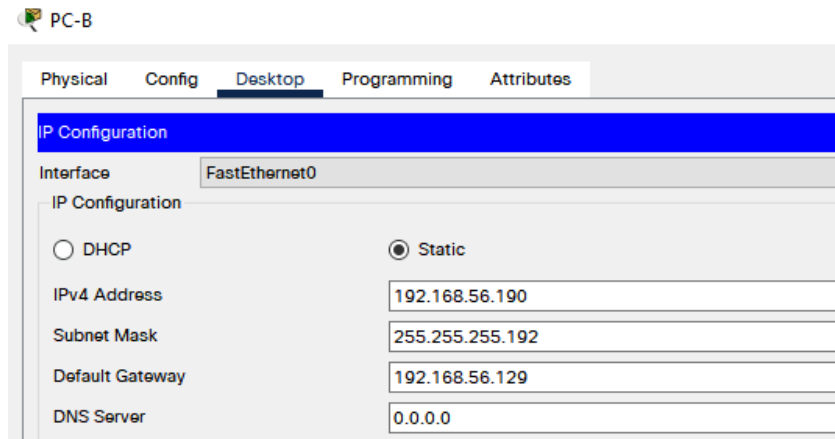 PC-B
Physical Config Desktop Programming Attributes
IP Configuration
Interface FastEthernet0
IP Configuration
DHCP Static
IPv4 Address 192.168.56.190
Subnet Mask 255.255.255.192
Default Gateway 192.168.56.129
DNS Server 0.0.0.0